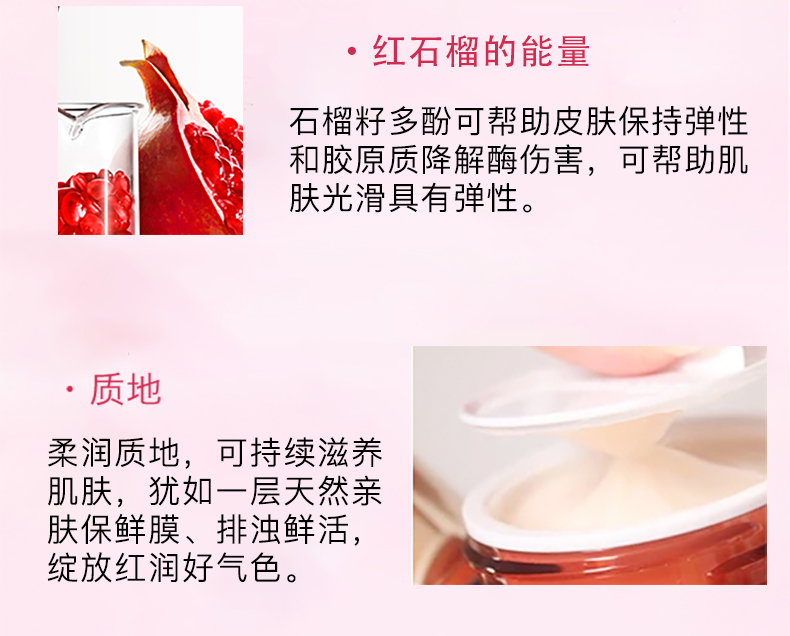 ·红石榴的能量
石榴籽多酚可帮助皮肤保持弹性
和胶原质降解酶伤害，可帮助肌
肤光滑具有弹性。
·质地
柔润质地，可持续滋养
肌肤，犹如一层天然亲
肤保鲜膜、排浊鲜活，
绽放红润好气色。